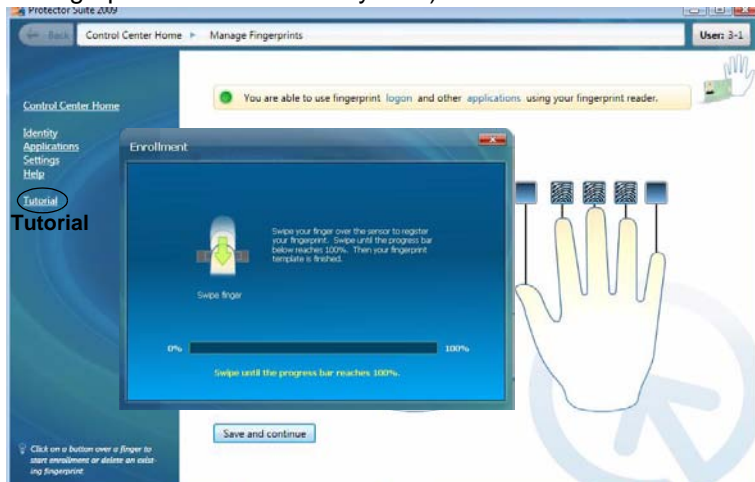 Protector Suite 2009
Back Control Center Home Manage Fingerprints User: 3-1
You are able to use fingerprint logon and other applications using your fingerprint reader.
Control Center Home
Identity
Applications
Settings
Help
Tutorial
Tutorial
Enrollment
Swipe your finger over the sensor to register
your fingerprint. Swipe until the progress bar
below reaches 100%. Then your fingerprint
template is finished.
Swipe finger
0% 100%
Swipe until the progress bar reaches 100%.
Save and continue
Click on a button over a finger to
start enrollment or delete an exist-
ing fingerprint